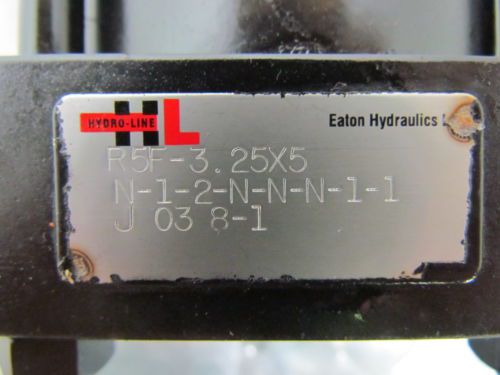 HYDRO-LINE
HL
Eaton Hydraulics
R5F-3.25X5
N-1-2-N-N-N-1-1
J 03 8-1